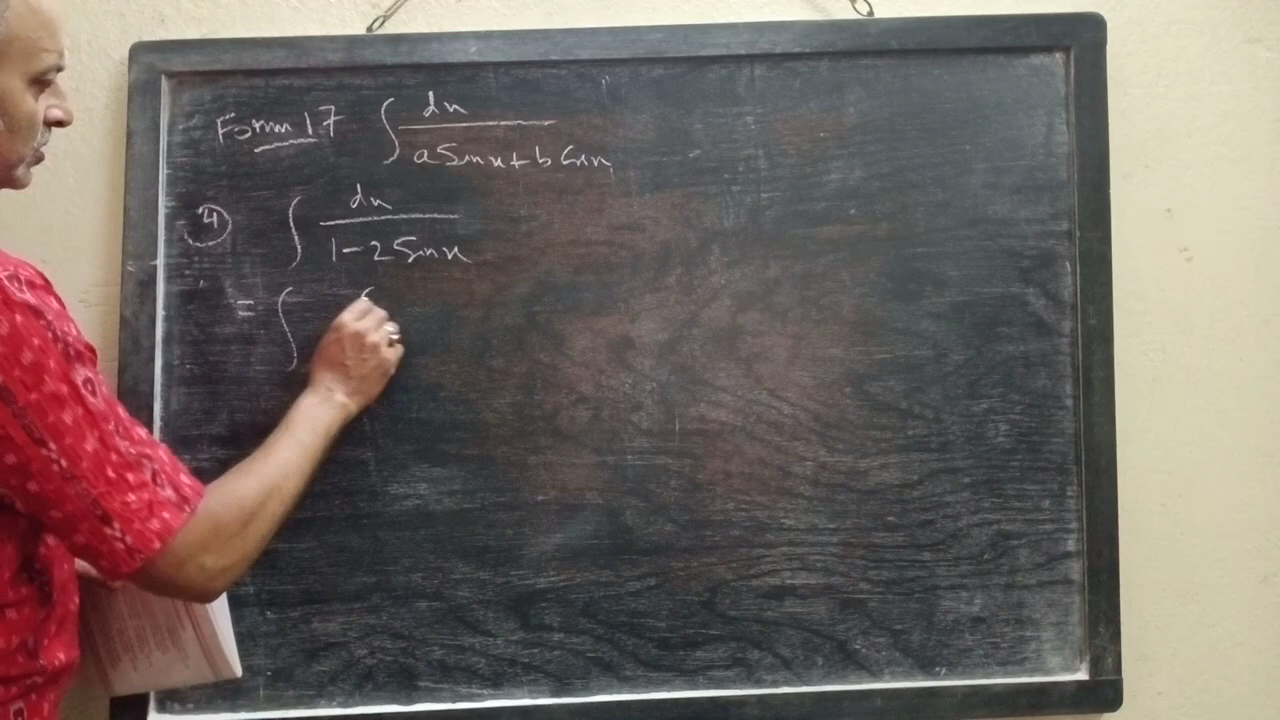 Form 17 ∫ dx / a Sin x + b Cos x
④ ∫ dx / 1 - 2 Sin x
= ∫